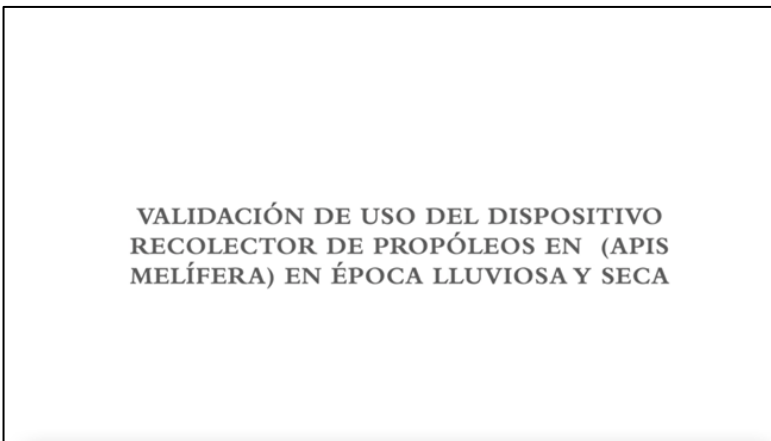 VALIDACIÓN DE USO DEL DISPOSITIVO
RECOLECTOR DE PROPÓLEOS EN (APIS
MELÍFERA) EN ÉPOCA LLUVIOSA Y SECA